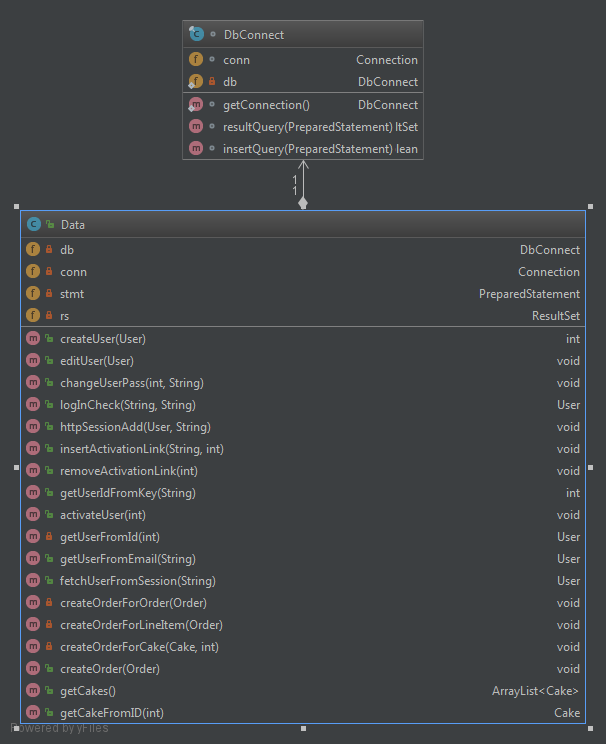 C DbConnect
f conn Connection
f db DbConnect
m getConnection() DbConnect
m resultQuery(PreparedStatement) ltSet
m insertQuery(PreparedStatement) lean
1
1
C Data
f db DbConnect
f conn Connection
f stmt PreparedStatement
f rs ResultSet
m createUser(User) int
m editUser(User) void
m changeUserPass(int, String) void
m logInCheck(String, String) User
m httpSessionAdd(User, String) void
m insertActivationLink(String, int) void
m removeActivationLink(int) void
m getUserIdFromKey(String) int
m activateUser(int) void
m getUserFromId(int) User
m getUserFromEmail(String) User
m fetchUserFromSession(String) User
m createOrderForOrder(Order) void
m createOrderForLineItem(Order) void
m createOrderForCake(Cake, int) void
m createOrder(Order) void
m getCakes() ArrayList<Cake>
m getCakeFromID(int) Cake
Powered by yFiles